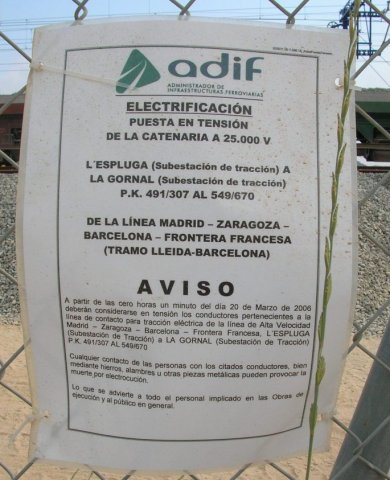 adif
ADMINISTRADOR DE
INFRAESTRUCTURAS FERROVIARIAS
ELECTRIFICACIÓN
PUESTA EN TENSIÓN
DE LA CATENARIA A 25.000 V
L'ESPLUGA (Subestación de tracción) A
LA GORNAL (Subestación de tracción)
P.K. 491/307 AL 549/670
DE LA LÍNEA MADRID – ZARAGOZA –
BARCELONA – FRONTERA FRANCESA
(TRAMO LLEIDA-BARCELONA)
AVISO
A partir de las cero horas un minuto del día 20 de Marzo de 2006
deberán considerarse en tensión los conductores pertenecientes a la
línea de contacto para tracción eléctrica de la línea de Alta Velocidad
Madrid – Zaragoza – Barcelona – Frontera Francesa, L'ESPLUGA
(Subestación de Tracción) A LA GORNAL (Subestación de Tracción)
P.K. 491/307 AL 549/670
Cualquier contacto de las personas con los citados conductores, bien
mediante hierros, alambres u otras piezas metálicas pueden provocar la
muerte por electrocución.
Lo que se advierte a todo el personal implicado en las Obras de
ejecución y al público en general.